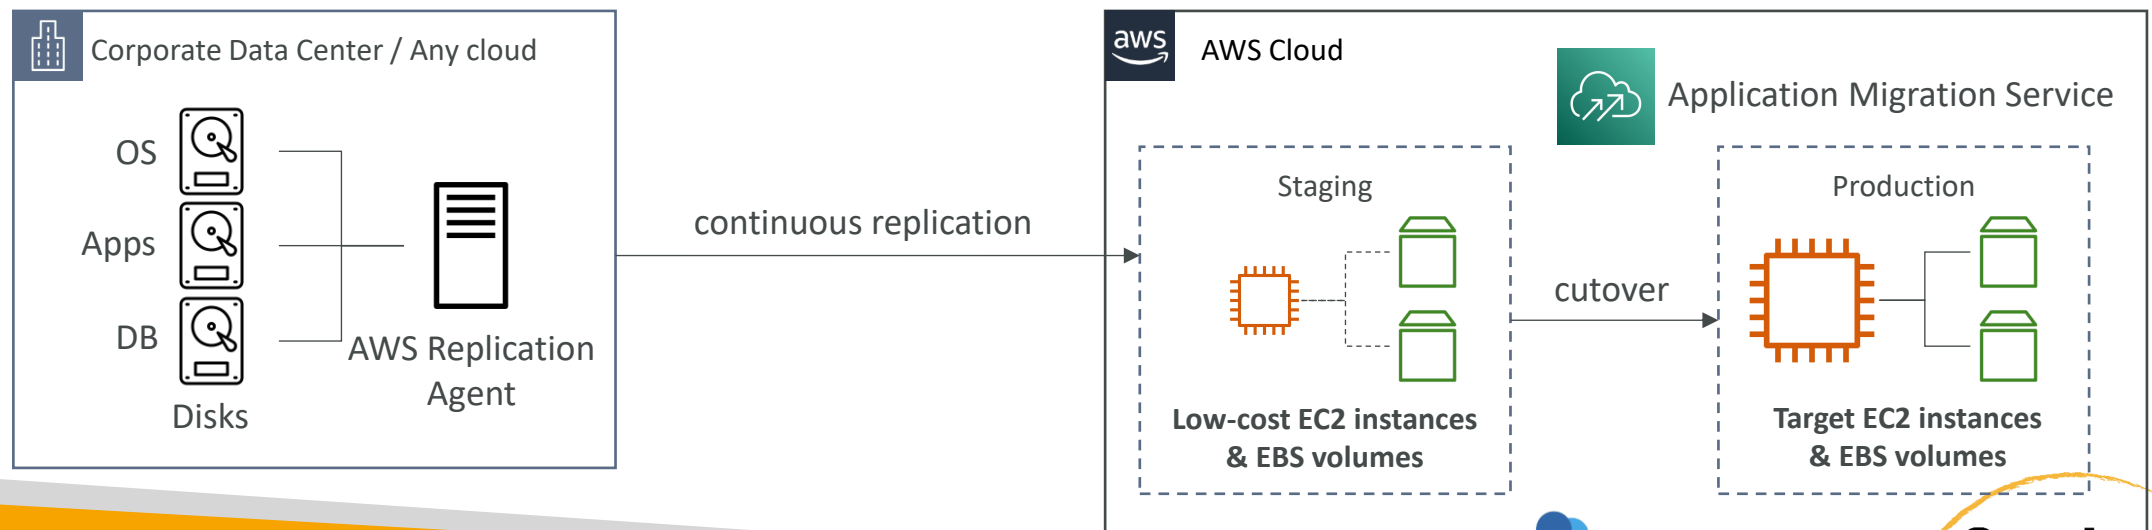 Corporate Data Center / Any cloud
OS
Apps
DB
Disks
AWS Replication
Agent
continuous replication
aws
AWS Cloud
Application Migration Service
Staging
Low-cost EC2 instances
& EBS volumes
cutover
Production
Target EC2 instances
& EBS volumes